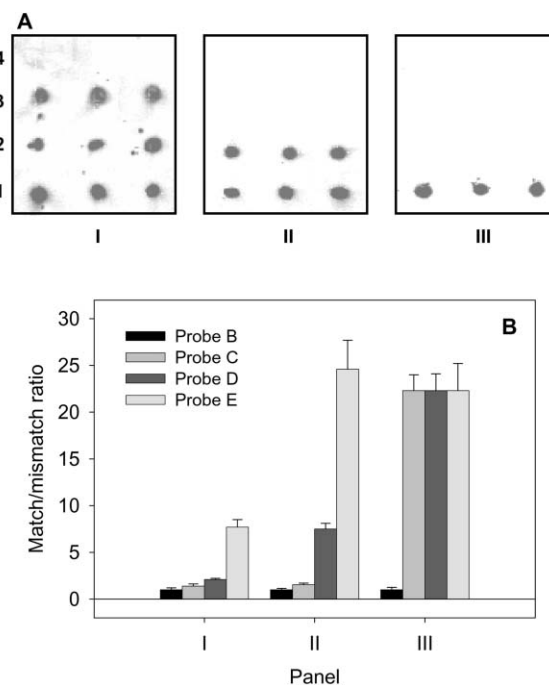 A
4
3
2
1
I II III
B
30
25
20
15
10
5
0
Probe B
Probe C
Probe D
Probe E
Match/mismatch ratio
I II III
Panel